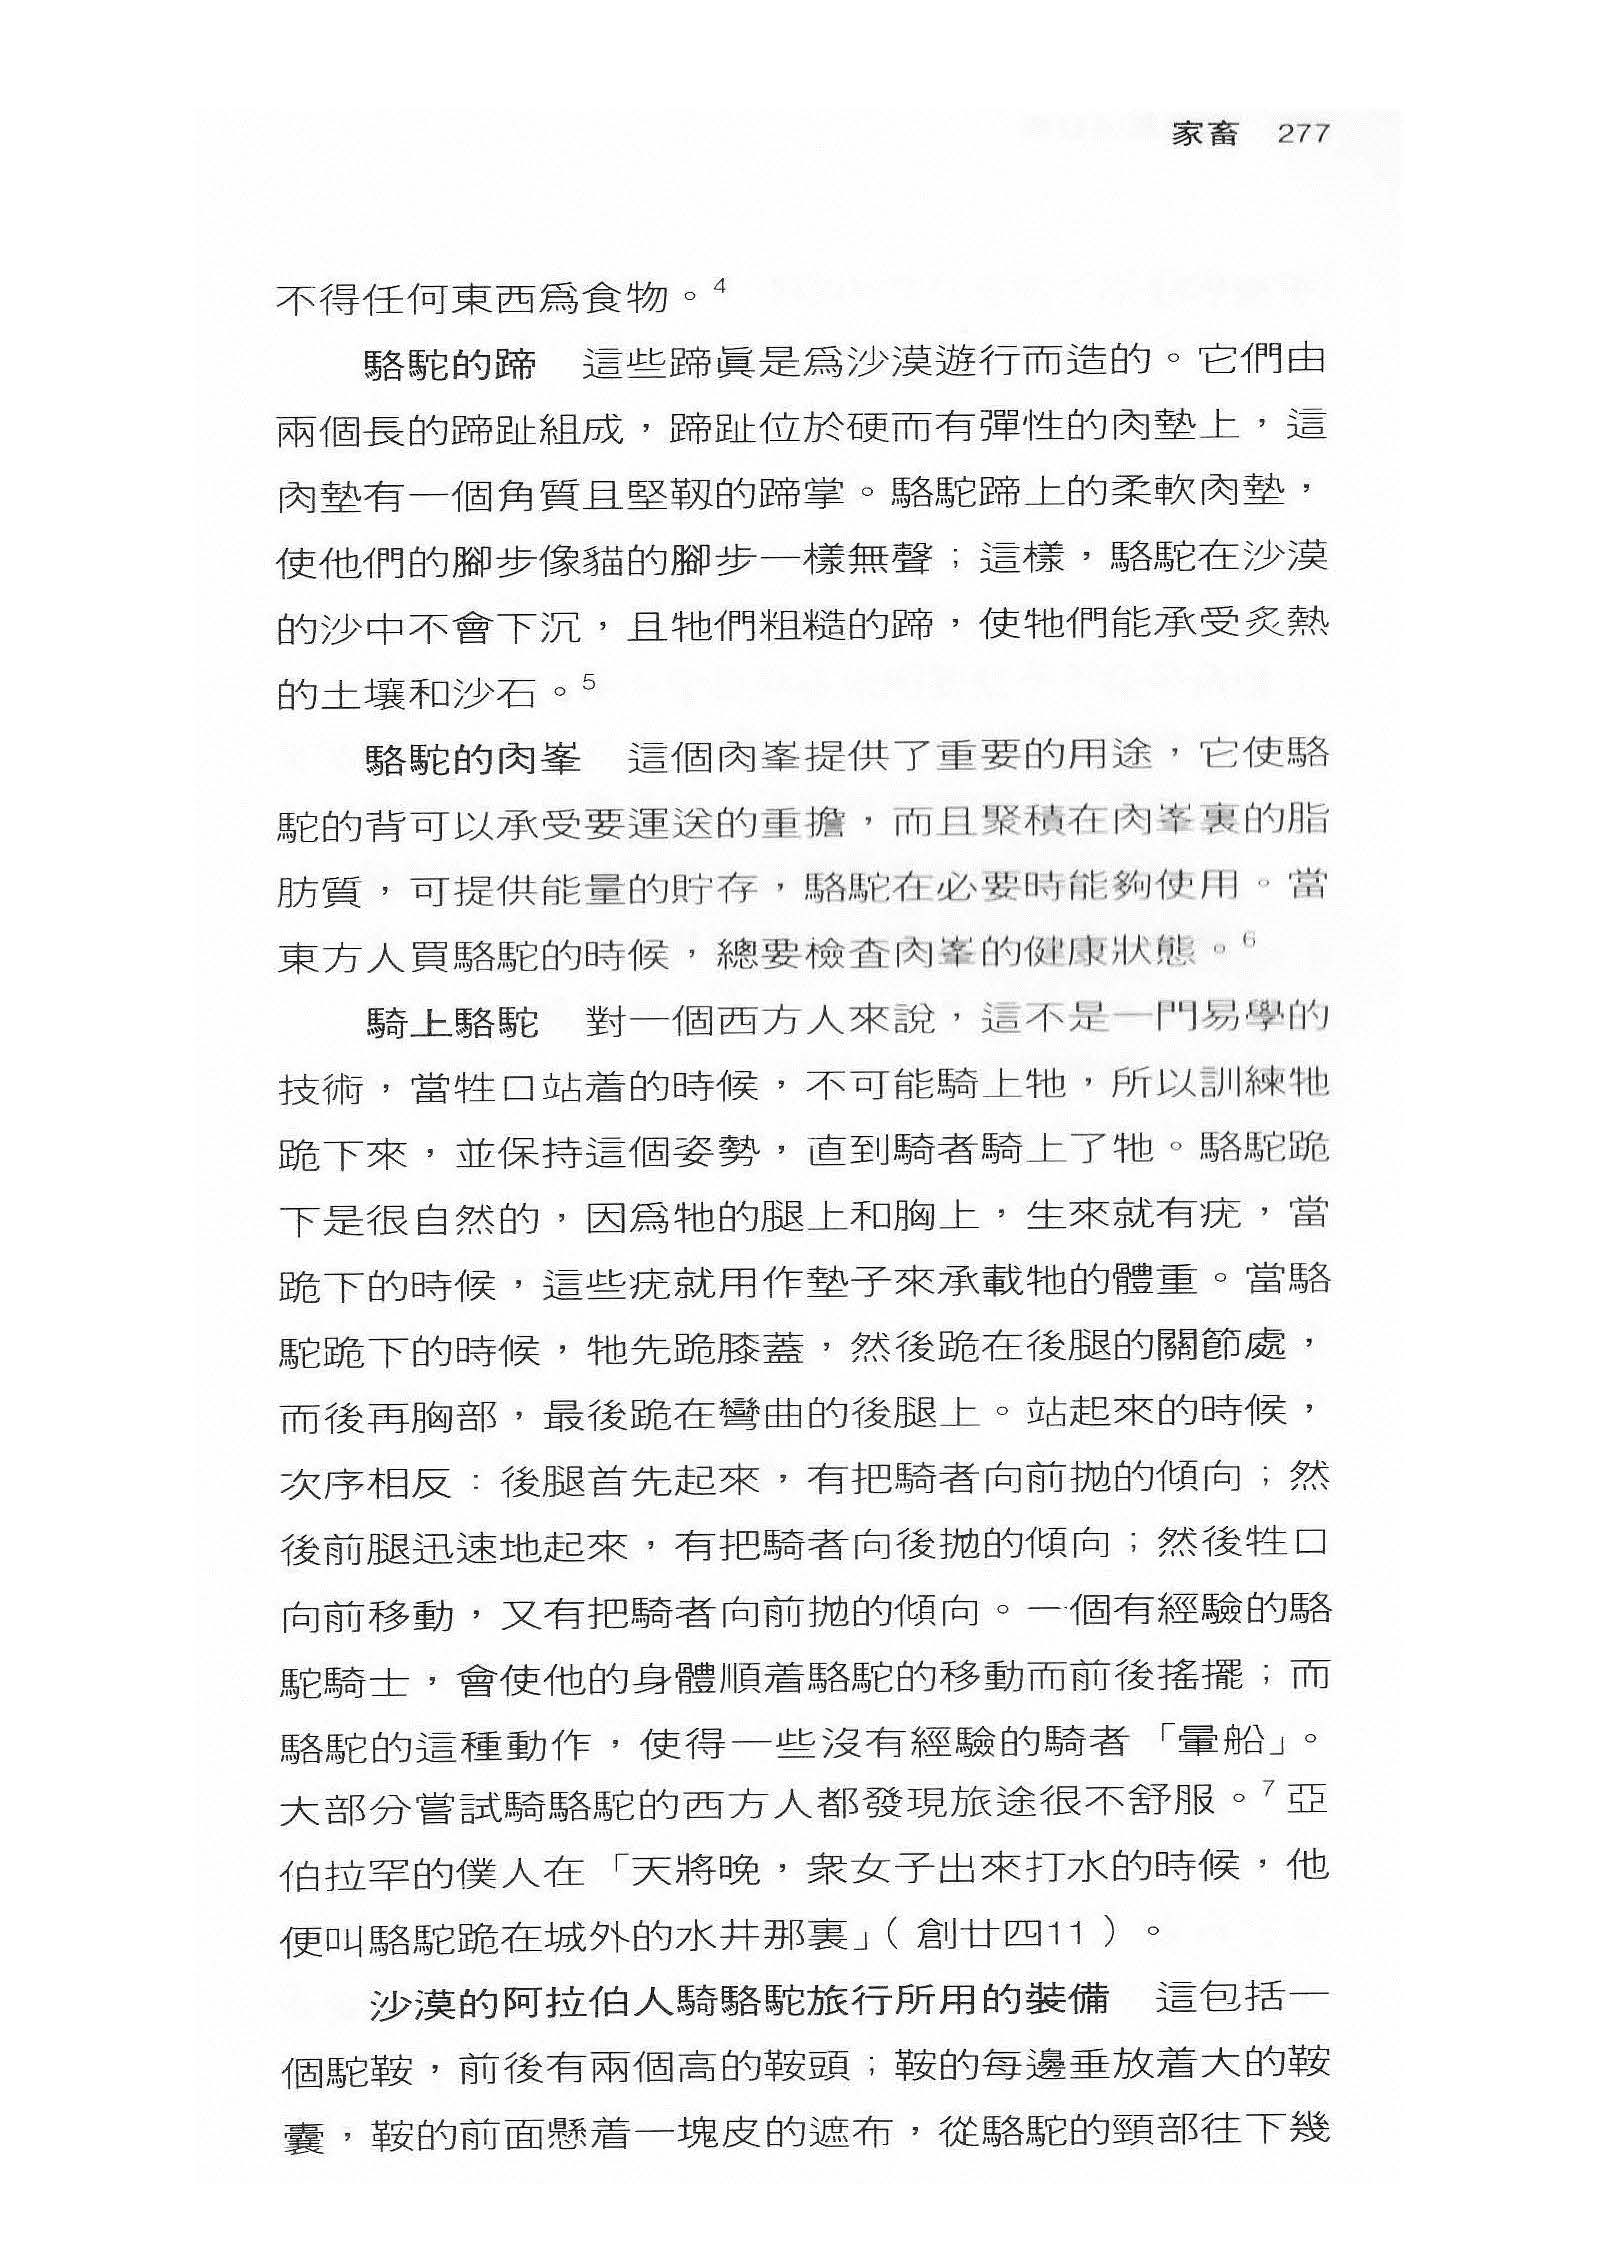 家畜 277
不得任何東西爲食物。4
駱駝的蹄 這些蹄眞是爲沙漠遊行而造的。它們由
兩個長的蹄趾組成，蹄趾位於硬而有彈性的肉墊上，這
肉墊有一個角質且堅韌的蹄掌。駱駝蹄上的柔軟肉墊，
使他們的腳步像貓的腳步一樣無聲；這樣，駱駝在沙漠
的沙中不會下沉，且牠們粗糙的蹄，使牠們能承受炙熱
的土壤和沙石。5
駱駝的肉峯 這個肉峯提供了重要的用途，它使駱
駝的背可以承受要運送的重擔，而且聚積在肉峯裏的脂
肪質，可提供能量的貯存，駱駝在必要時能夠使用。當
東方人買駱駝的時候，總要檢查肉峯的健康狀態。6
騎上駱駝 對一個西方人來說，這不是一門易學的
技術，當牲口站着的時候，不可能騎上牠，所以訓練牠
跪下來，並保持這個姿勢，直到騎者騎上了牠。駱駝跪
下是很自然的，因爲牠的腿上和胸上，生來就有疣，當
跪下的時候，這些疣就用作墊子來承載牠的體重。當駱
駝跪下的時候，牠先跪膝蓋，然後跪在後腿的關節處，
而後再胸部，最後跪在彎曲的後腿上。站起來的時候，
次序相反：後腿首先起來，有把騎者向前拋的傾向；然
後前腿迅速地起來，有把騎者向後拋的傾向；然後牲口
向前移動，又有把騎者向前拋的傾向。一個有經驗的駱
駝騎士，會使他的身體順着駱駝的移動而前後搖擺；而
駱駝的這種動作，使得一些沒有經驗的騎者「暈船」。
大部分嘗試騎駱駝的西方人都發現旅途很不舒服。7亞
伯拉罕的僕人在「天將晚，衆女子出來打水的時候，他
便叫駱駝跪在城外的水井那裏」（創廿四11）。
沙漠的阿拉伯人騎駱駝旅行所用的裝備 這包括一
個駝鞍，前後有兩個高的鞍頭；鞍的每邊垂放着大的鞍
囊，鞍的前面懸着一塊皮的遮布，從駱駝的頸部往下幾